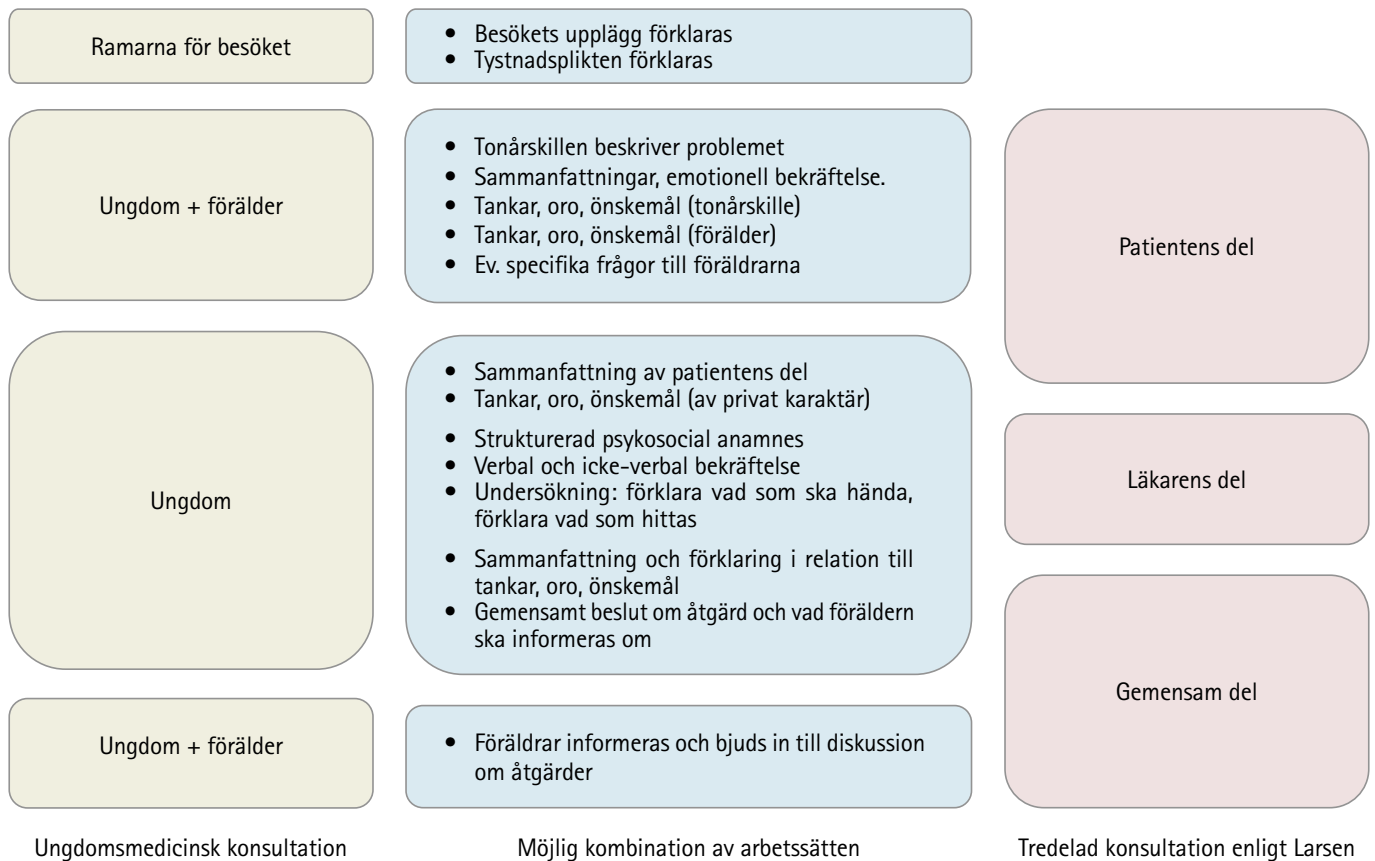 Ramarna för besöket
• Besökets upplägg förklaras
• Tystnadsplikten förklaras
Ungdom + förälder
• Tonårskillen beskriver problemet
• Sammanfattningar, emotionell bekräftelse.
• Tankar, oro, önskemål (tonårskille)
• Tankar, oro, önskemål (förälder)
• Ev. specifika frågor till föräldrarna
Patientens del
Ungdom
• Sammanfattning av patientens del
• Tankar, oro, önskemål (av privat karaktär)
• Strukturerad psykosocial anamnes
• Verbal och icke-verbal bekräftelse
• Undersökning: förklara vad som ska hända,
förklara vad som hittas
• Sammanfattning och förklaring i relation till
tankar, oro, önskemål
• Gemensamt beslut om åtgärd och vad föräldern
ska informeras om
Läkarens del
Gemensam del
Ungdom + förälder
• Föräldrar informeras och bjuds in till diskussion
om åtgärder
Ungdomsmedicinsk konsultation
Möjlig kombination av arbetssätten
Tredelad konsultation enligt Larsen